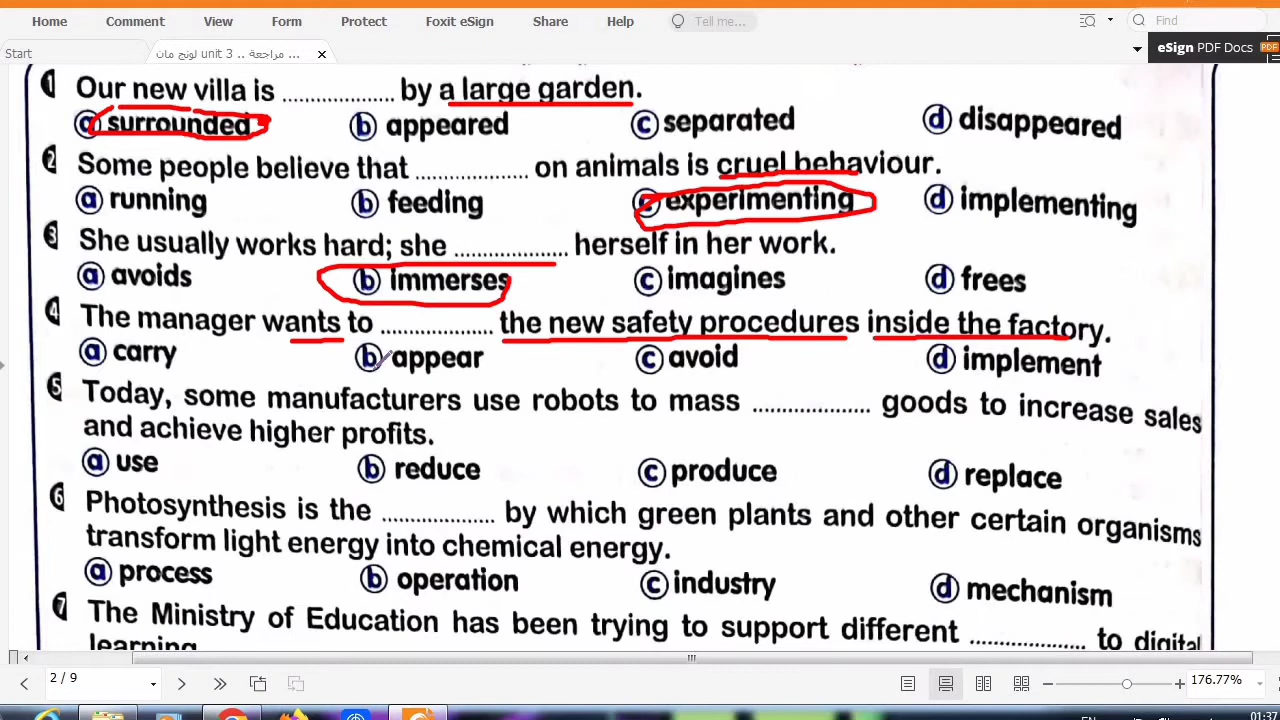 Home Comment View Form Protect Foxit eSign Share Help Tell me... Find
Start مراجعة .. unit 3 لونج مان ... eSign PDF Docs PDF
1 Our new villa is .................... by a large garden.
a surrounded b appeared c separated d disappeared
2 Some people believe that .................... on animals is cruel behaviour.
a running b feeding c experimenting d implementing
3 She usually works hard; she .................... herself in her work.
a avoids b immerses c imagines d frees
4 The manager wants to .................... the new safety procedures inside the factory.
a carry b appear c avoid d implement
5 Today, some manufacturers use robots to mass .................... goods to increase sales
and achieve higher profits.
a use b reduce c produce d replace
6 Photosynthesis is the .................... by which green plants and other certain organisms
transform light energy into chemical energy.
a process b operation c industry d mechanism
7 The Ministry of Education has been trying to support different .................... to digital
learning
2 / 9 176.77%
EN 01:37